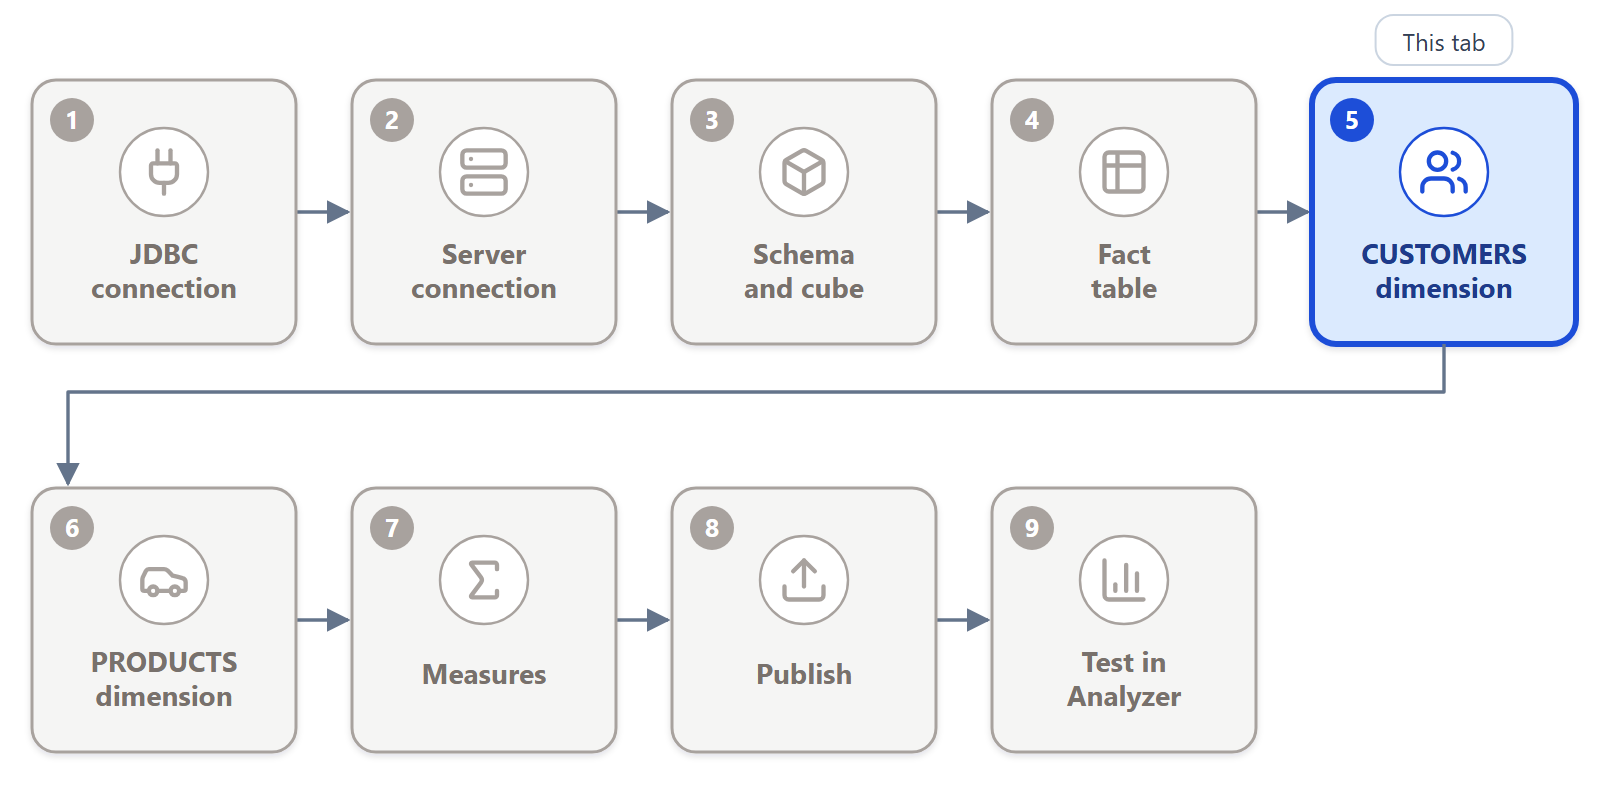 This tab
1
JDBC
connection
2
Server
connection
3
Schema
and cube
4
Fact
table
5
CUSTOMERS
dimension
6
PRODUCTS
dimension
7
Measures
8
Publish
9
Test in
Analyzer